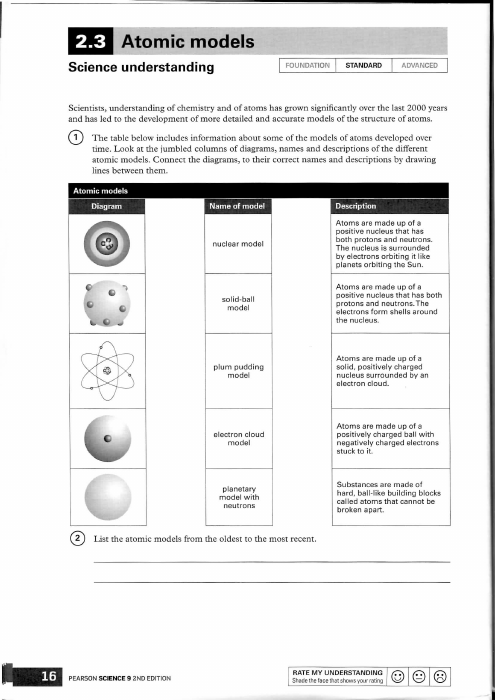 2.3 Atomic models
Science understanding
FOUNDATION STANDARD ADVANCED
Scientists, understanding of chemistry and of atoms has grown significantly over the last 2000 years
and has led to the development of more detailed and accurate models of the structure of atoms.
1 The table below includes information about some of the models of atoms developed over
time. Look at the jumbled columns of diagrams, names and descriptions of the different
atomic models. Connect the diagrams, to their correct names and descriptions by drawing
lines between them.
Atomic models
Diagram
Name of model
Description
nuclear model
Atoms are made up of a
positive nucleus that has
both protons and neutrons.
The nucleus is surrounded
by electrons orbiting it like
planets orbiting the Sun.
solid-ball
model
Atoms are made up of a
positive nucleus that has both
protons and neutrons.The
electrons form shells around
the nucleus.
plum pudding
model
Atoms are made up of a
solid, positively charged
nucleus surrounded by an
electron cloud.
electron cloud
model
Atoms are made up of a
positively charged ball with
negatively charged electrons
stuck to it.
planetary
model with
neutrons
Substances are made of
hard, ball-like building blocks
called atoms that cannot be
broken apart.
2 List the atomic models from the oldest to the most recent.
16 PEARSON SCIENCE 9 2ND EDITION
RATE MY UNDERSTANDING
Shade the face that shows your rating